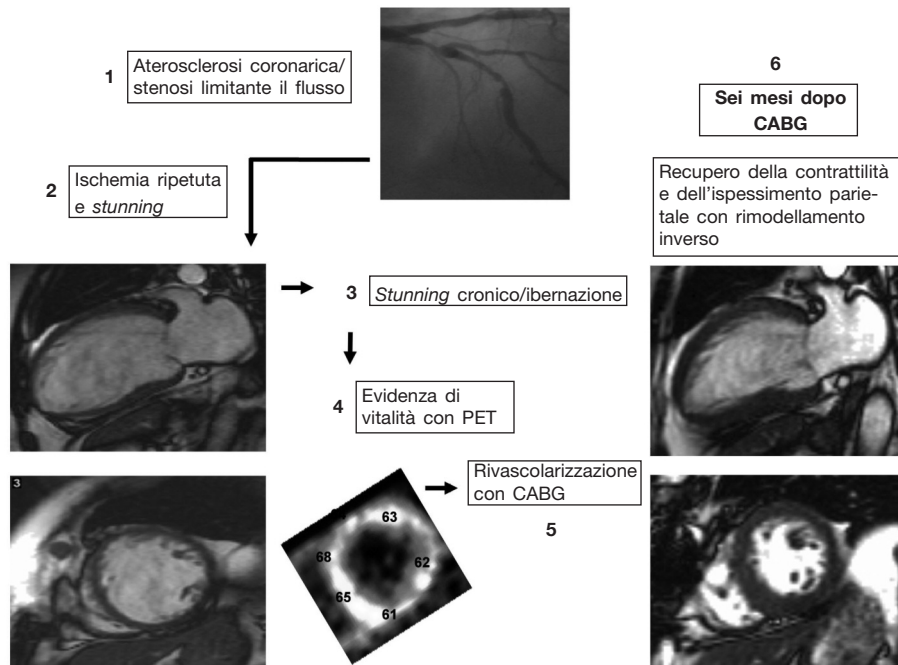 1
Aterosclerosi coronarica/
stenosi limitante il flusso
2
Ischemia ripetuta
e stunning
3
Stunning cronico/ibernazione
4
Evidenza di
vitalità con PET
Rivascolarizzazione
con CABG
5
6
Sei mesi dopo
CABG
Recupero della contrattilità
e dell'ispessimento parie-
tale con rimodellamento
inverso
3
63
68
62
65
61